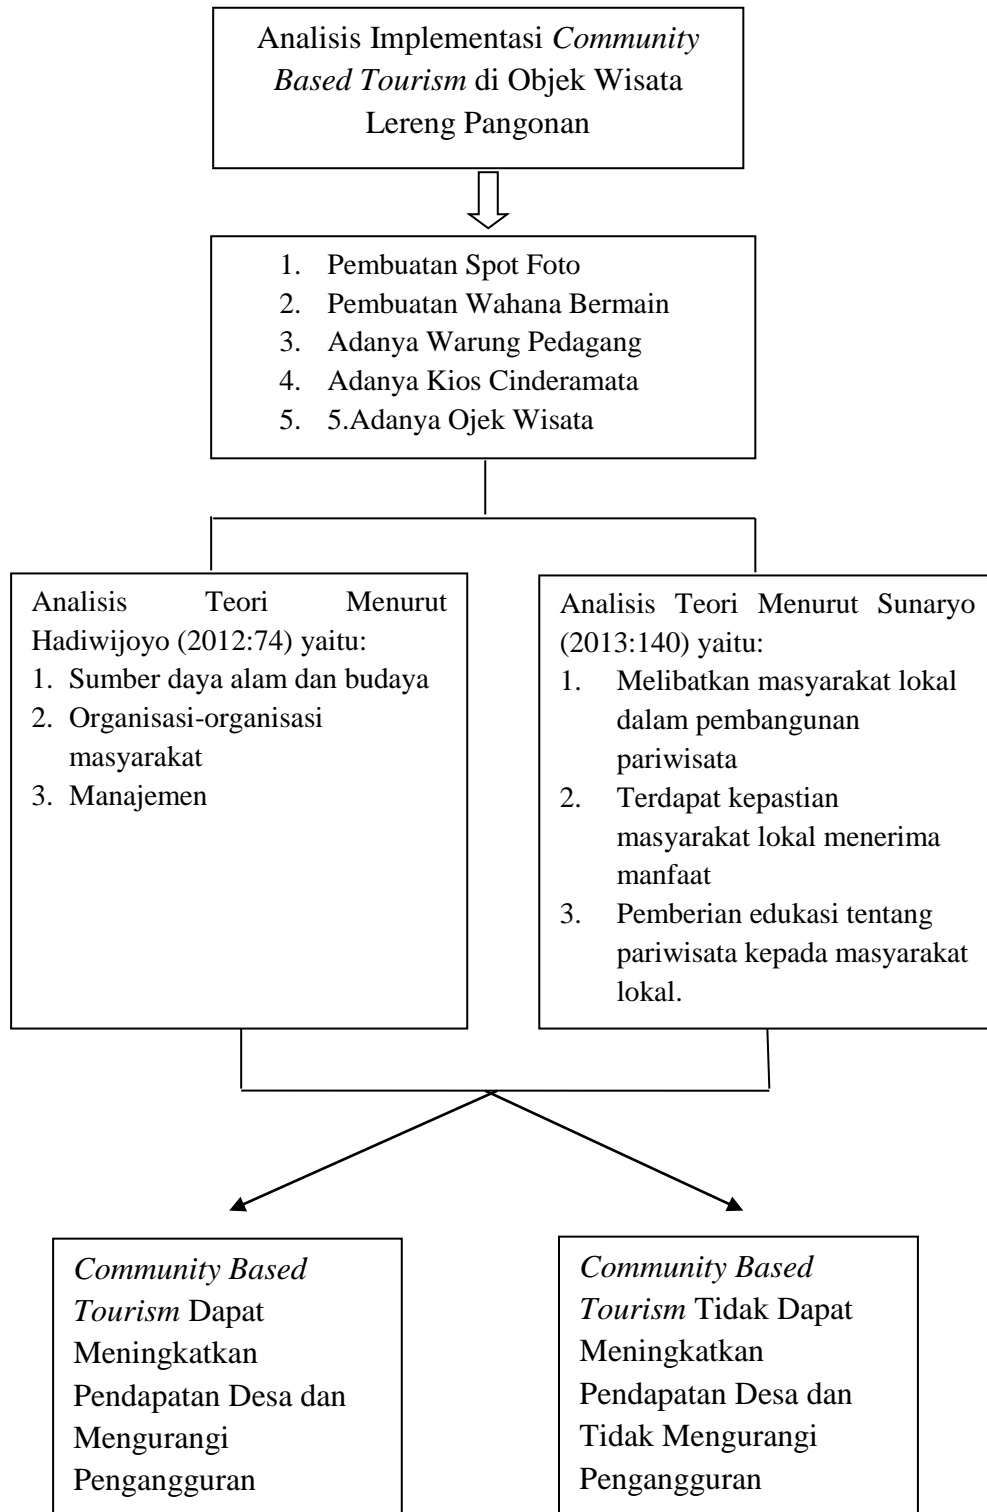 Analisis Implementasi Community
Based Tourism di Objek Wisata
Lereng Pangonan
1. Pembuatan Spot Foto
2. Pembuatan Wahana Bermain
3. Adanya Warung Pedagang
4. Adanya Kios Cinderamata
5. 5.Adanya Ojek Wisata
Analisis Teori Menurut
Hadiwijoyo (2012:74) yaitu:
1. Sumber daya alam dan budaya
2. Organisasi-organisasi
masyarakat
3. Manajemen
Analisis Teori Menurut Sunaryo
(2013:140) yaitu:
1. Melibatkan masyarakat lokal
dalam pembangunan
pariwisata
2. Terdapat kepastian
masyarakat lokal menerima
manfaat
3. Pemberian edukasi tentang
pariwisata kepada masyarakat
lokal.
Community Based
Tourism Dapat
Meningkatkan
Pendapatan Desa dan
Mengurangi
Pengangguran
Community Based
Tourism Tidak Dapat
Meningkatkan
Pendapatan Desa dan
Tidak Mengurangi
Pengangguran